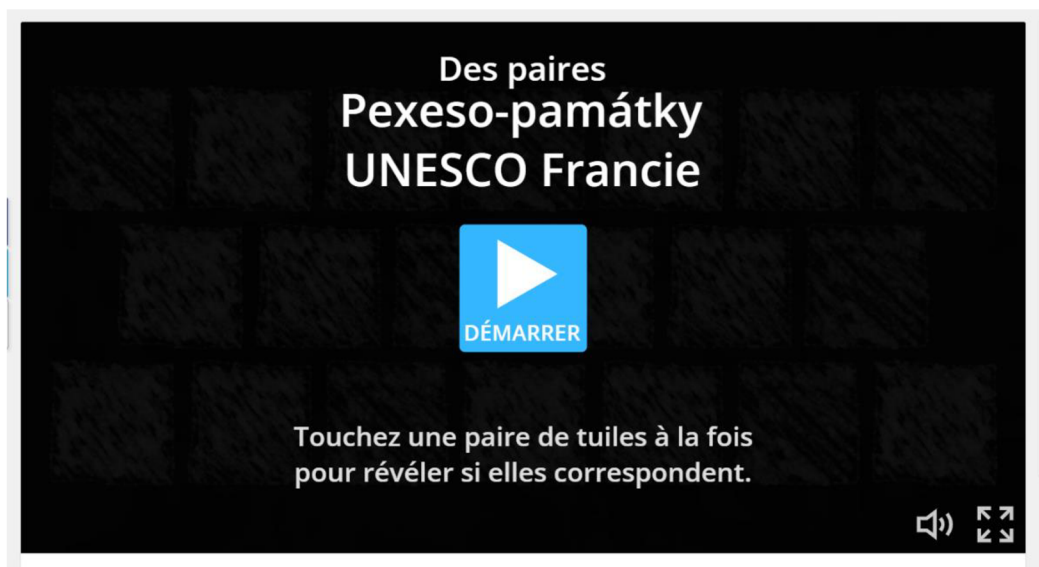 Des paires
Pexeso-památky
UNESCO Francie
DÉMARRER
Touchez une paire de tuiles à la fois
pour révéler si elles correspondent.